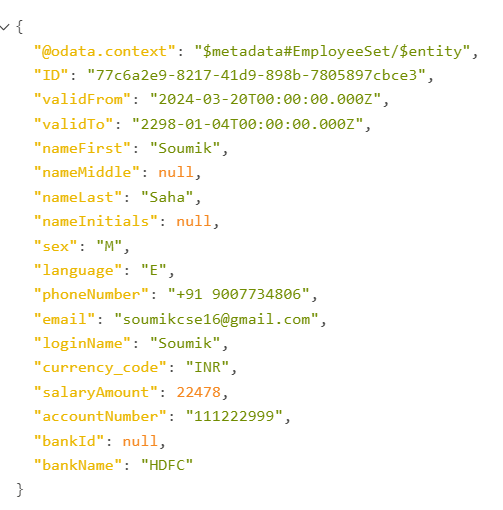 {
"@odata.context": "$metadata#EmployeeSet/$entity",
"ID": "77c6a2e9-8217-41d9-898b-7805897cbce3",
"validFrom": "2024-03-20T00:00:00.000Z",
"validTo": "2298-01-04T00:00:00.000Z",
"nameFirst": "Soumik",
"nameMiddle": null,
"nameLast": "Saha",
"nameInitials": null,
"sex": "M",
"language": "E",
"phoneNumber": "+91 9007734806",
"email": "soumikcse16@gmail.com",
"loginName": "Soumik",
"currency_code": "INR",
"salaryAmount": 22478,
"accountNumber": "111222999",
"bankId": null,
"bankName": "HDFC"
}